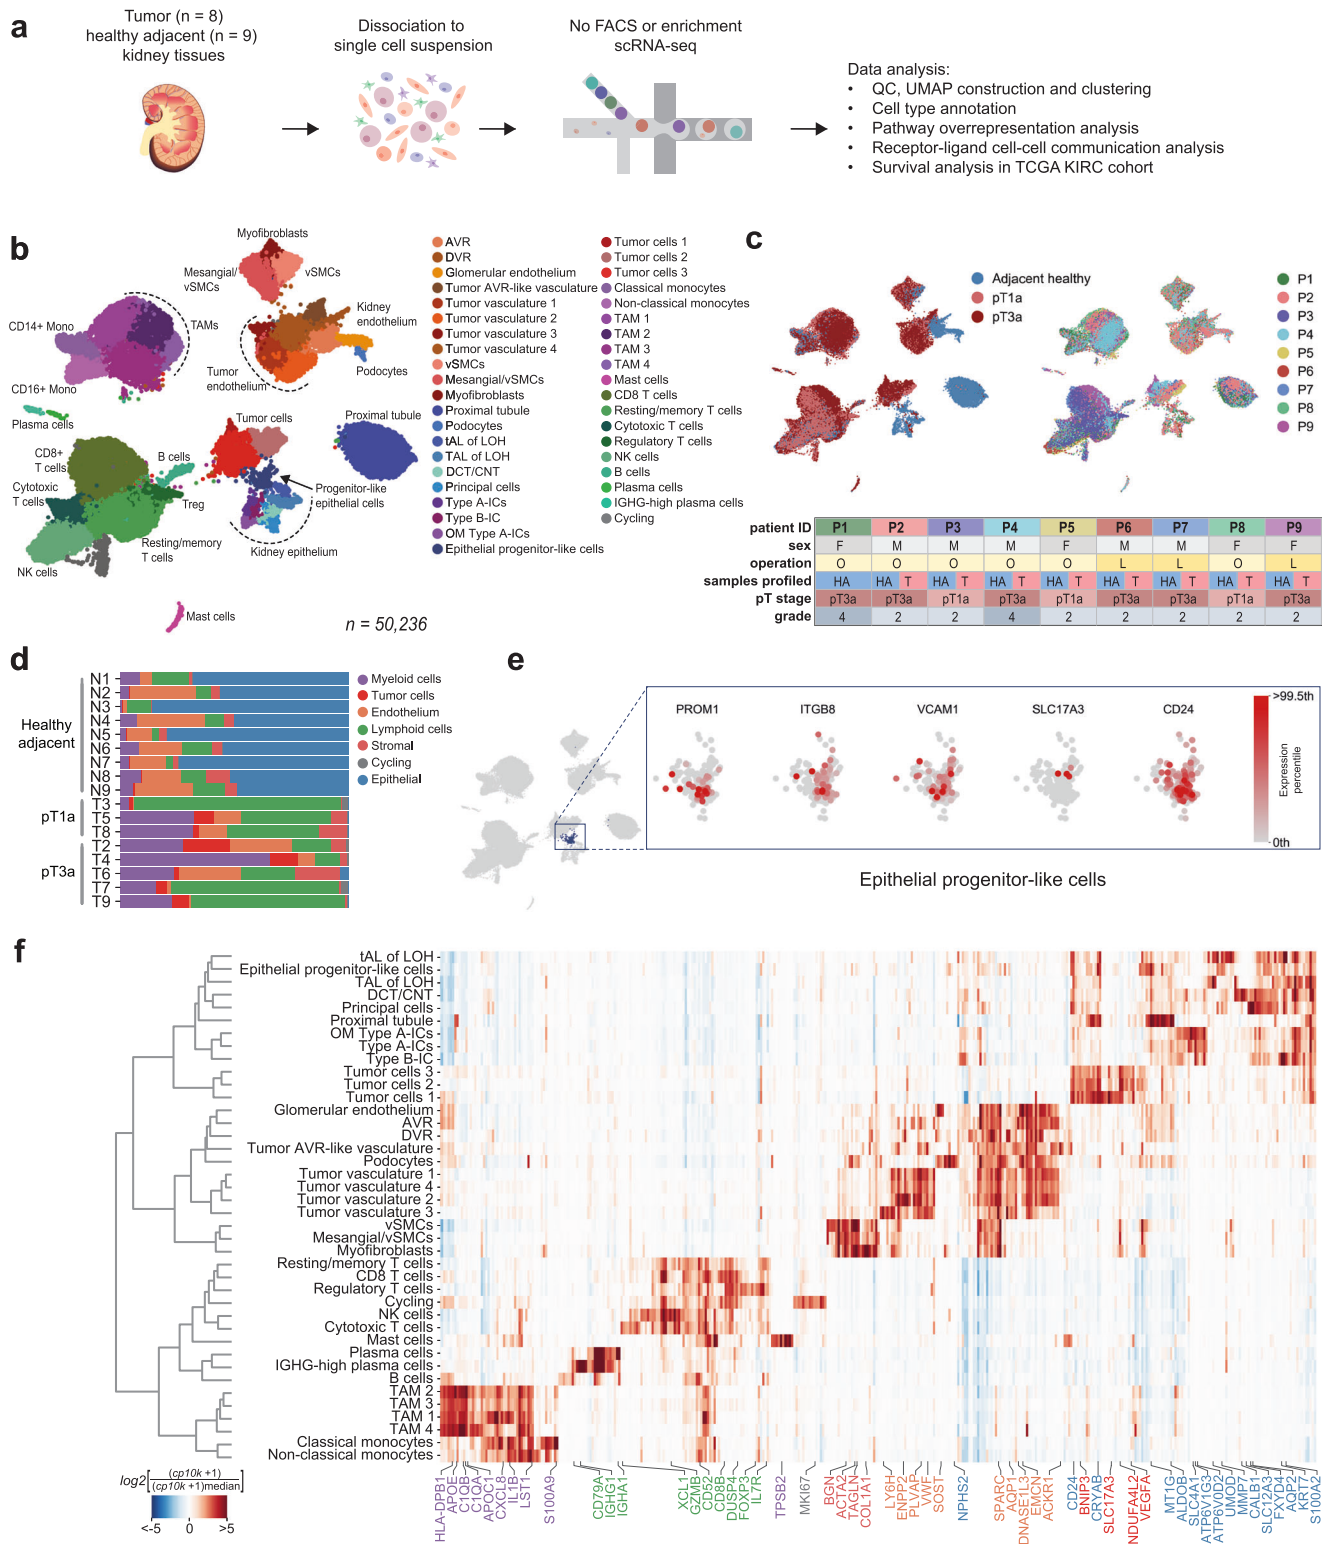 a
Tumor (n = 8)
healthy adjacent (n = 9)
kidney tissues
Dissociation to
single cell suspension
No FACS or enrichment
scRNA-seq
Data analysis:
• QC, UMAP construction and clustering
• Cell type annotation
• Pathway overrepresentation analysis
• Receptor-ligand cell-cell communication analysis
• Survival analysis in TCGA KIRC cohort
b
Myofibroblasts
Mesangial/
vSMCs
vSMCs
CD14+ Mono
TAMs
Kidney
endothelium
CD16+ Mono
Tumor
endothelium
Podocytes
Plasma cells
Tumor cells
Proximal tubule
CD8+
T cells
B cells
Cytotoxic
T cells
Treg
Progenitor-like
epithelial cells
Resting/memory
T cells
Kidney epithelium
NK cells
Mast cells
n = 50,236
AVR
DVR
Glomerular endothelium
Tumor AVR-like vasculature
Tumor vasculature 1
Tumor vasculature 2
Tumor vasculature 3
Tumor vasculature 4
vSMCs
Mesangial/vSMCs
Myofibroblasts
Proximal tubule
Podocytes
tAL of LOH
TAL of LOH
DCT/CNT
Principal cells
Type A-ICs
Type B-IC
OM Type A-ICs
Epithelial progenitor-like cells
Tumor cells 1
Tumor cells 2
Tumor cells 3
Classical monocytes
Non-classical monocytes
TAM 1
TAM 2
TAM 3
TAM 4
Mast cells
CD8 T cells
Resting/memory T cells
Cytotoxic T cells
Regulatory T cells
NK cells
B cells
Plasma cells
IGHG-high plasma cells
Cycling
c
Adjacent healthy
pT1a
pT3a
P1
P2
P3
P4
P5
P6
P7
P8
P9
patient ID P1 P2 P3 P4 P5 P6 P7 P8 P9
sex F M M M F M M F F
operation O O O O O L L O L
samples profiled HA HA T HA T HA T HA T HA T HA T HA T HA T
pT stage pT3a pT3a pT1a pT3a pT1a pT3a pT3a pT1a pT3a
grade 4 2 2 4 2 2 2 2 2
d
Healthy
adjacent
pT1a
pT3a
N1
N2
N3
N4
N5
N6
N7
N8
N9
T3
T5
T8
T2
T4
T6
T7
T9
Myeloid cells
Tumor cells
Endothelium
Lymphoid cells
Stromal
Cycling
Epithelial
e
PROM1 ITGB8 VCAM1 SLC17A3 CD24
>99.5th
Expression
percentile
0th
Epithelial progenitor-like cells
f
tAL of LOH
Epithelial progenitor-like cells
TAL of LOH
DCT/CNT
Principal cells
Proximal tubule
OM Type A-ICs
Type A-ICs
Type B-IC
Tumor cells 3
Tumor cells 2
Tumor cells 1
Glomerular endothelium
AVR
DVR
Tumor AVR-like vasculature
Podocytes
Tumor vasculature 1
Tumor vasculature 4
Tumor vasculature 2
Tumor vasculature 3
vSMCs
Mesangial/vSMCs
Myofibroblasts
Resting/memory T cells
CD8 T cells
Regulatory T cells
Cycling
NK cells
Cytotoxic T cells
Mast cells
Plasma cells
IGHG-high plasma cells
B cells
TAM 2
TAM 3
TAM 1
TAM 4
Classical monocytes
Non-classical monocytes
log2[(cp10k +1)/(cp10k +1)median]
<-5 0 >5
HLA-DPB1
APOE
C1QB
C1QA
APOC1
CXCL8
IL1B
LST1
S100A9
CD79A
IGHG1
IGHA1
XCL1
GZMB
CD52
CD8B
DUSP4
FOXP3
IL7R
TPSB2
MKI67
BGN
ACTA2
TAGLN
COL1A1
LY6H
ENPP2
PLVAP
VWF
SOST
NPHS2
SPARC
AQP1
DNASE1L3
EMCN
ACKR1
CD24
BNIP3
CRYAB
SLC17A3
NDUFA4L2
VEGFA
MT1G
ALDOB
SLC4A1
ATP6V1G3
ATP6V0D2
UMOD
MMP7
CALB1
SLC12A3
FXYD4
AQP2
KRT7
S100A2